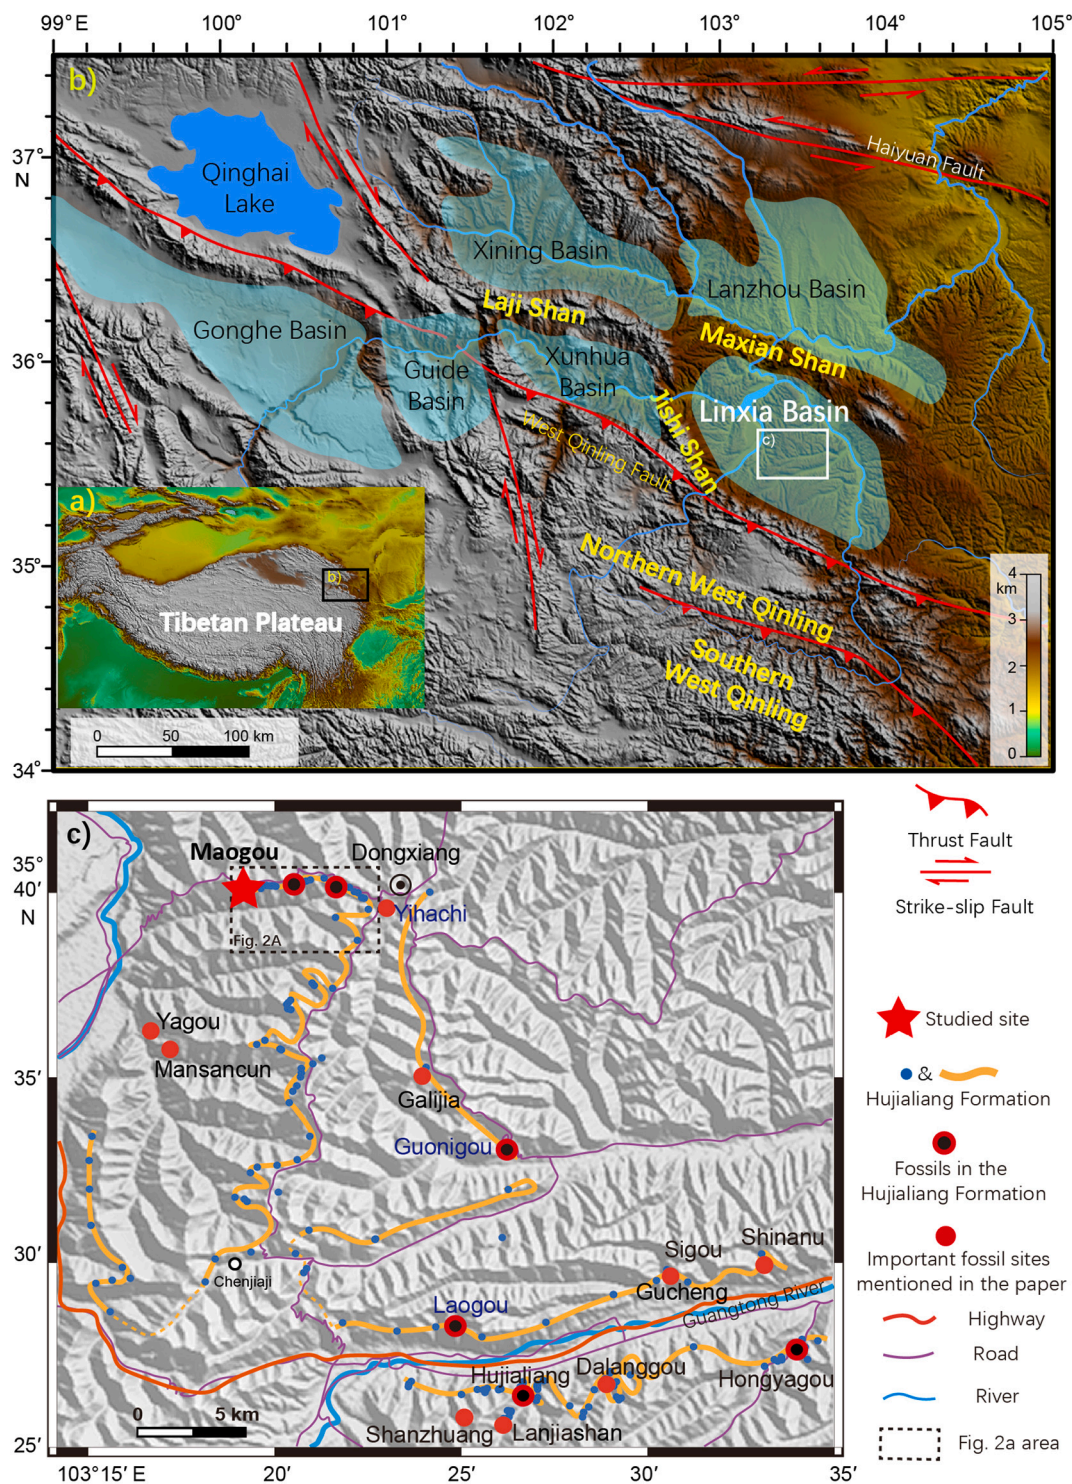 99° E
100°
101°
102°
103°
104°
105°
b)
37°
N
36°
35°
34°
Qinghai
Lake
Haiyuan Fault
Xining Basin
Lanzhou Basin
Laji Shan
Gonghe Basin
Maxian Shan
Guide
Basin
Xunhua
Basin
Jishi Shan
Linxia Basin
c)
West Qinling Fault
Northern West Qinling
Southern
West Qinling
a)
b)
Tibetan Plateau
0
50
100 km
4
km
3
2
1
0
c)
Maogou
Dongxiang
35°
40′
N
Yihachi
Fig. 2A
Yagou
Mansancun
35′
Galijia
Guonigou
30′
Chenjiaji
Shinanu
Sigou
Gucheng
Laogou
Guangtong River
Dalanggou
Hujialiang
Hongyagou
0
5 km
Shanzhuang
Lanjiashan
25′
103°15′ E
20′
25′
30′
35′
Thrust Fault
Strike-slip Fault
Studied site
&
Hujialiang Formation
Fossils in the
Hujialiang Formation
Important fossil sites
mentioned in the paper
Highway
Road
River
Fig. 2a area